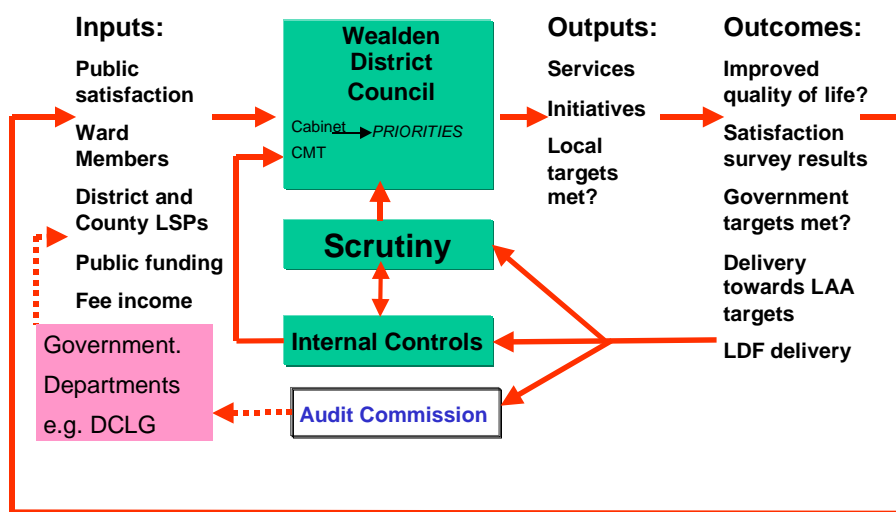 Inputs:
Public
satisfaction
Ward
Members
District and
County LSPs
Public funding
Fee income
Government.
Departments
e.g. DCLG
Wealden
District
Council
Cabinet PRIORITIES
CMT
Scrutiny
Internal Controls
Audit Commission
Outputs:
Services
Initiatives
Local
targets
met?
Outcomes:
Improved
quality of life?
Satisfaction
survey results
Government
targets met?
Delivery
towards LAA
targets
LDF delivery